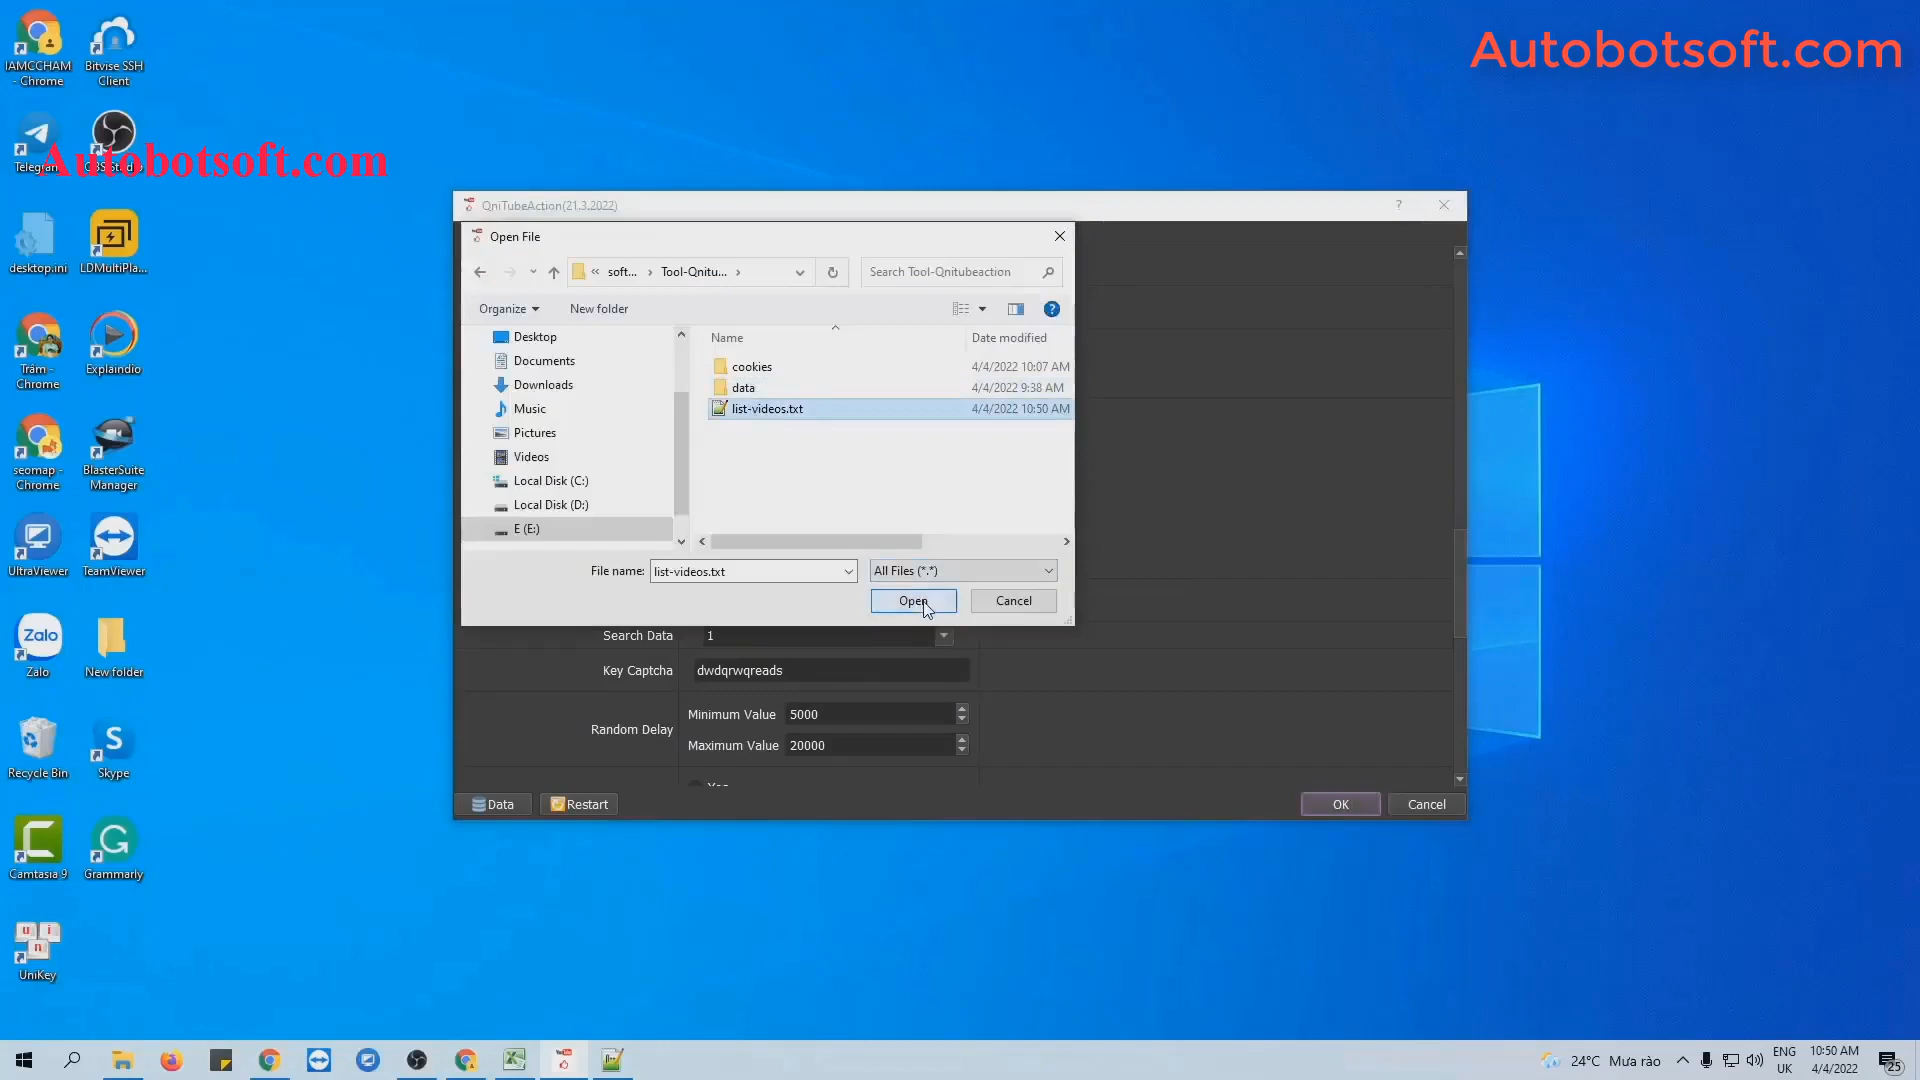 Autobotsoft.com
Autobotsoft.com
IAMCCHAM
- Chrome
Bitvise SSH
Client
Telegram
OBS Studio
desktop.ini
LDMultiPla...
Trâm -
Chrome
Explaindio
seomap -
Chrome
BlasterSuite
Manager
UltraViewer
TeamViewer
Zalo
Zalo
New folder
Recycle Bin
Skype
Camtasia 9
Grammarly
UniKey
QniTubeAction(21.3.2022)
?
Open File
« soft... › Tool-Qnitu... ›
Search Tool-Qnitubeaction
Organize
New folder
Desktop
Documents
Downloads
Music
Pictures
Videos
Local Disk (C:)
Local Disk (D:)
E (E:)
Name
Date modified
cookies
4/4/2022 10:07 AM
data
4/4/2022 9:38 AM
list-videos.txt
4/4/2022 10:50 AM
File name:
list-videos.txt
All Files (*.*)
Open
Cancel
Search Data
1
Key Captcha
dwdqrwqreads
Random Delay
Minimum Value
5000
Maximum Value
20000
Data
Restart
OK
Cancel
24°C Mưa rào
ENG
UK
10:50 AM
4/4/2022
25